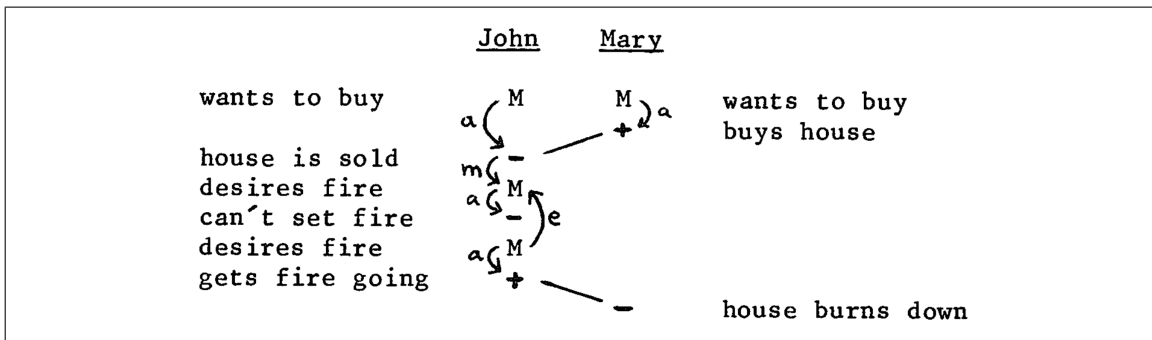 John Mary
wants to buy M M a wants to buy
a + buys house
house is sold -
m
desires fire M
a
can't set fire - e
desires fire M
a
gets fire going +
- house burns down